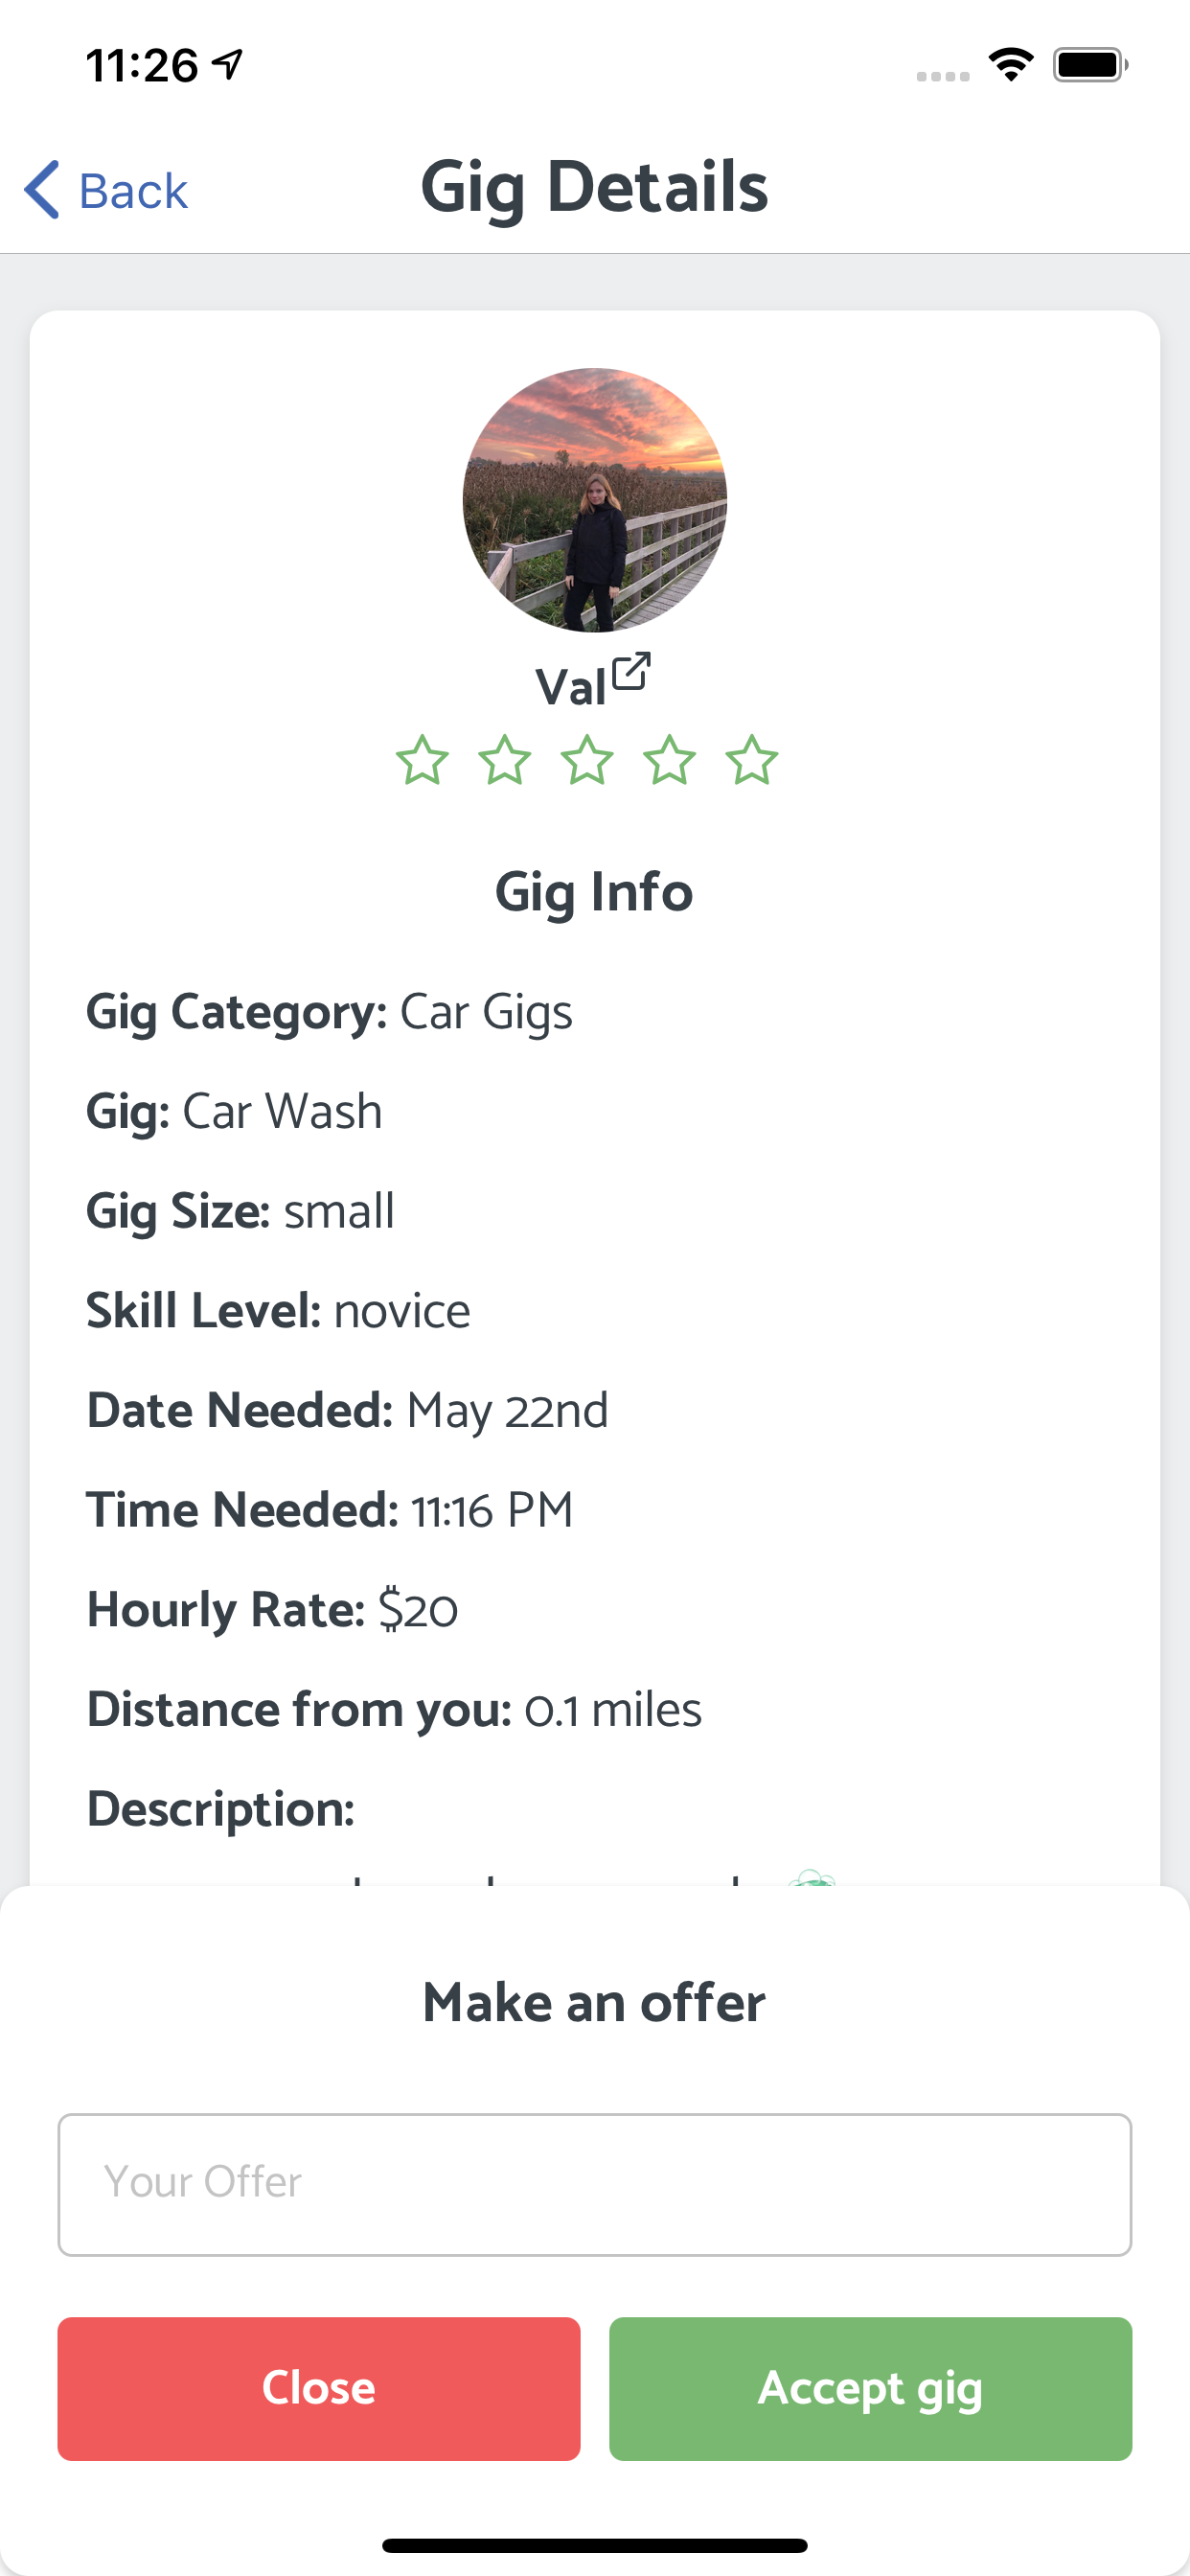 11:26
Back
Gig Details
Val
Gig Info
Gig Category: Car Gigs
Gig: Car Wash
Gig Size: small
Skill Level: novice
Date Needed: May 22nd
Time Needed: 11:16 PM
Hourly Rate: $20
Distance from you: 0.1 miles
Description:
Make an offer
Your Offer
Close
Accept gig